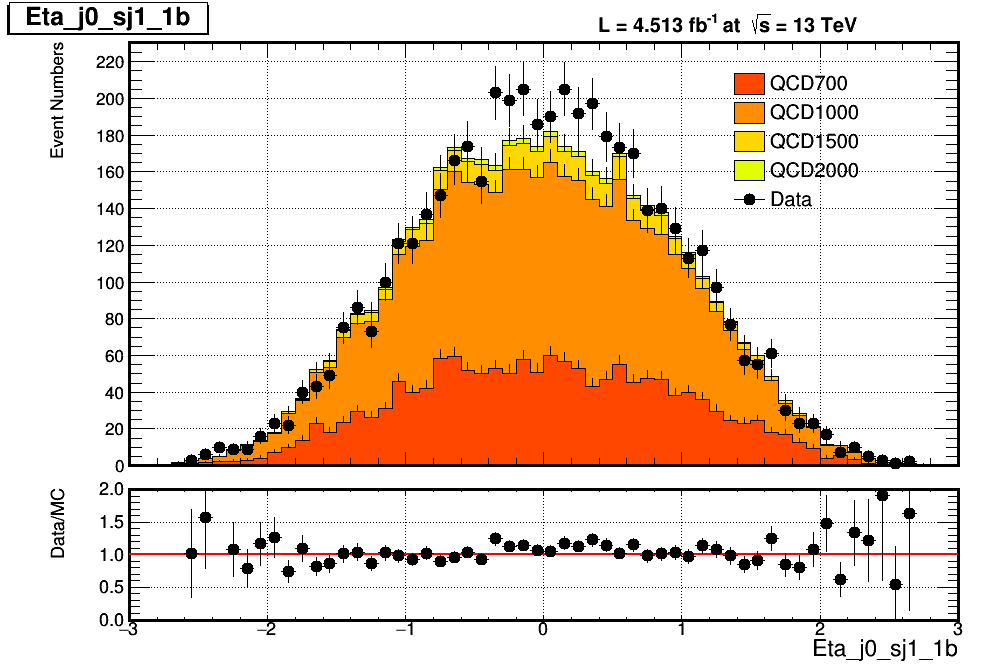 Eta_j0_sj1_1b
L = 4.513 fb-1 at √s = 13 TeV
Event Numbers
220
200
180
160
140
120
100
80
60
40
20
0
QCD700
QCD1000
QCD1500
QCD2000
Data
Data/MC
2.0
1.5
1.0
0.5
0.0
−3 −2 −1 0 1 2 3
Eta_j0_sj1_1b